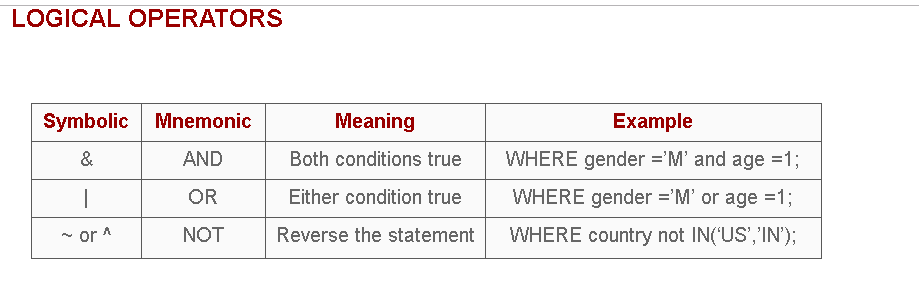 LOGICAL OPERATORS
Symbolic Mnemonic Meaning Example
& AND Both conditions true WHERE gender =’M’ and age =1;
| OR Either condition true WHERE gender =’M’ or age =1;
~ or ^ NOT Reverse the statement WHERE country not IN(‘US’,’IN’);